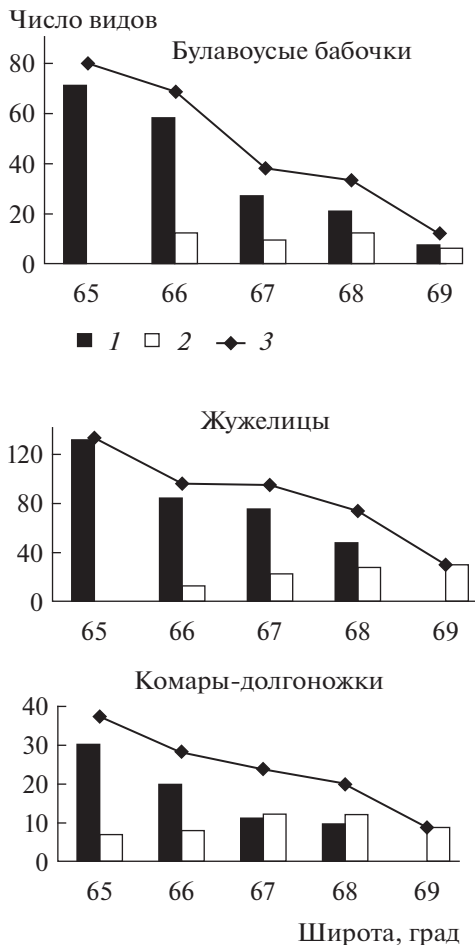 Число видов
Булавоусые бабочки
80
60
40
20
0
65 66 67 68 69
1 2 3
Жужелицы
120
80
40
0
65 66 67 68 69
Комары-долгоножки
40
30
20
10
0
65 66 67 68 69
Широта, град